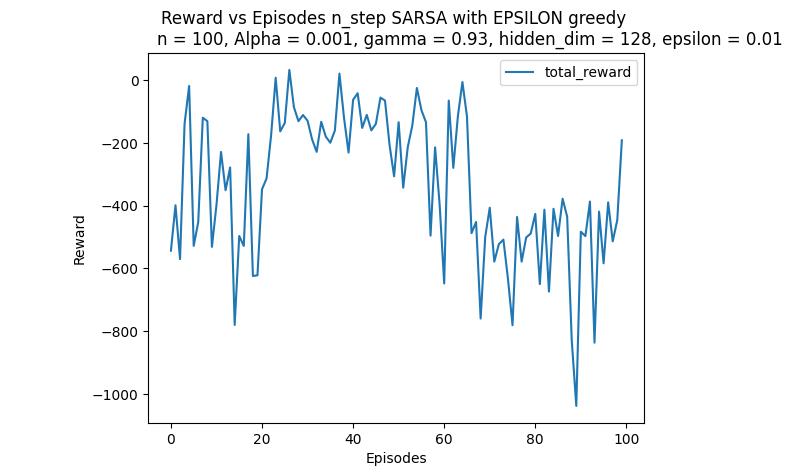 Reward vs Episodes n_step SARSA with EPSILON greedy
n = 100, Alpha = 0.001, gamma = 0.93, hidden_dim = 128, epsilon = 0.01
total_reward
0
−200
−400
−600
−800
−1000
Reward
0 20 40 60 80 100
Episodes